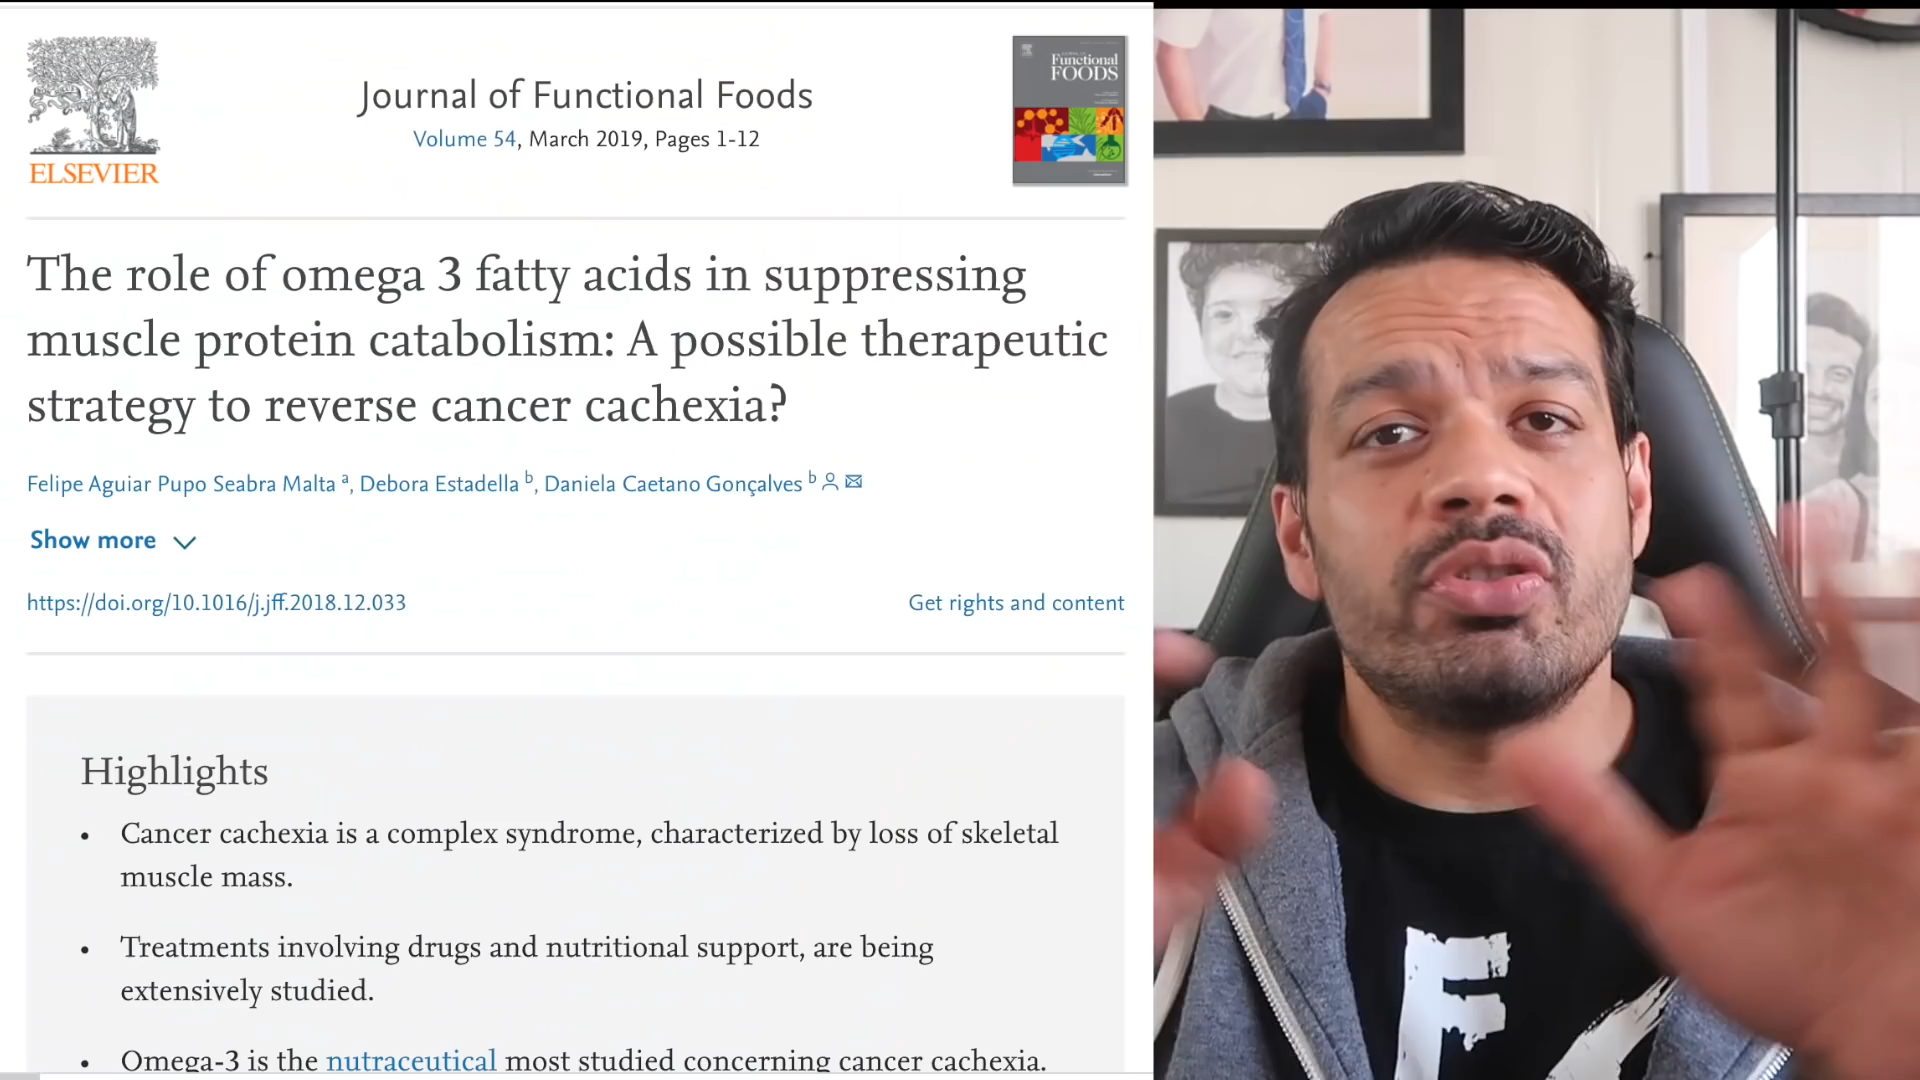 Journal of Functional Foods
Volume 54, March 2019, Pages 1-12
Functional
FOODS
ELSEVIER
The role of omega 3 fatty acids in suppressing
muscle protein catabolism: A possible therapeutic
strategy to reverse cancer cachexia?
Felipe Aguiar Pupo Seabra Malta a, Debora Estadella b, Daniela Caetano Gonçalves b
Show more
https://doi.org/10.1016/j.jff.2018.12.033
Get rights and content
Highlights
• Cancer cachexia is a complex syndrome, characterized by loss of skeletal
muscle mass.
• Treatments involving drugs and nutritional support, are being
extensively studied.
• Omega-3 is the nutraceutical most studied concerning cancer cachexia.
F